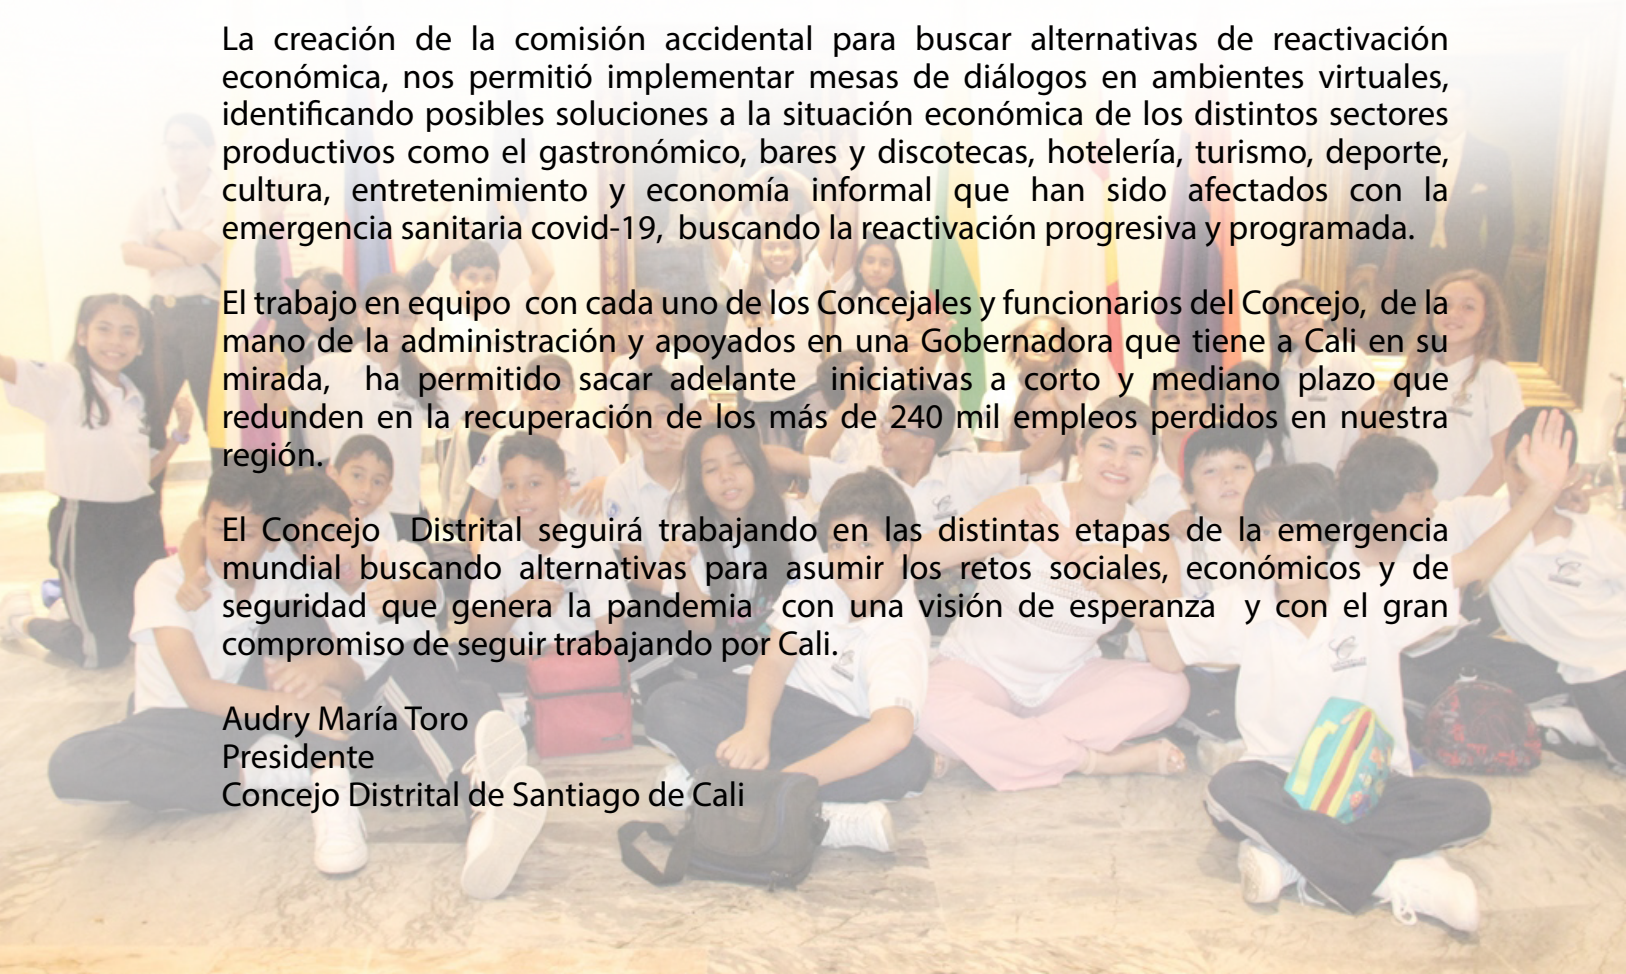 La creación de la comisión accidental para buscar alternativas de reactivación
económica, nos permitió implementar mesas de diálogos en ambientes virtuales,
identificando posibles soluciones a la situación económica de los distintos sectores
productivos como el gastronómico, bares y discotecas, hotelería, turismo, deporte,
cultura, entretenimiento y economía informal que han sido afectados con la
emergencia sanitaria covid-19,  buscando la reactivación progresiva y programada.
El trabajo en equipo  con cada uno de los Concejales y funcionarios del Concejo,  de la
mano de la administración y apoyados en una Gobernadora que tiene a Cali en su
mirada,  ha permitido sacar adelante  iniciativas a corto y mediano plazo que
redunden en la recuperación de los más de 240 mil empleos perdidos en nuestra
región.
El Concejo  Distrital seguirá trabajando en las distintas etapas de la emergencia
mundial buscando alternativas para asumir los retos sociales, económicos y de
seguridad que genera la pandemia  con una visión de esperanza  y con el gran
compromiso de seguir trabajando por Cali.
Audry María Toro
Presidente
Concejo Distrital de Santiago de Cali